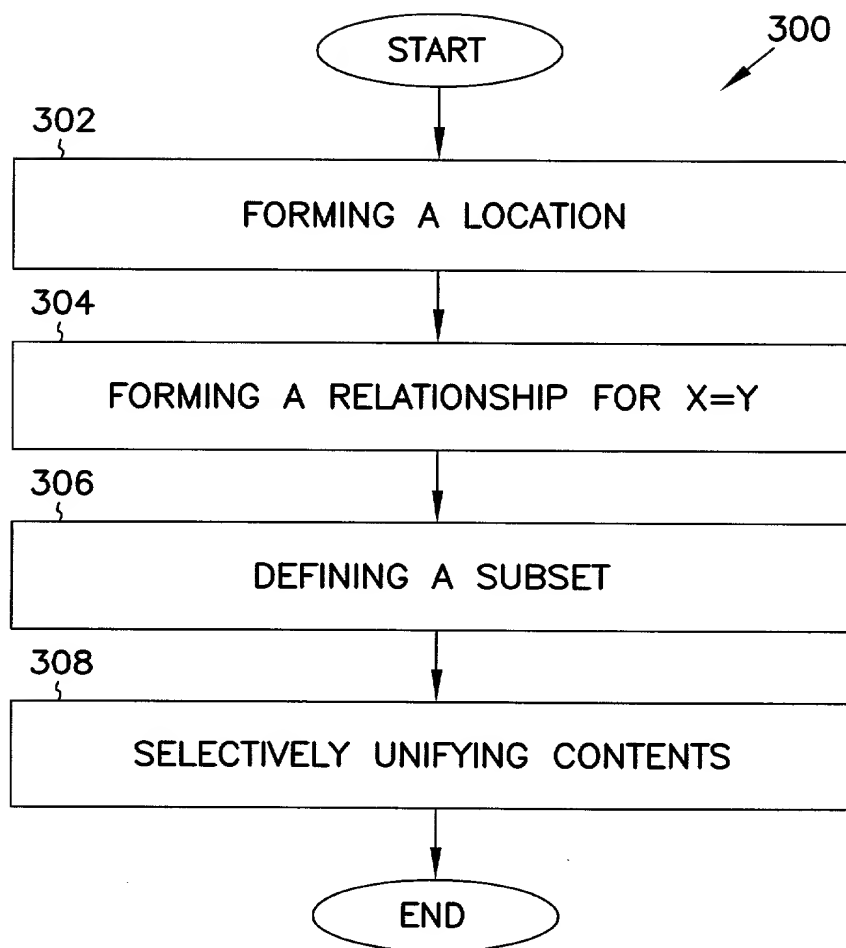 START
300
302
FORMING A LOCATION
304
FORMING A RELATIONSHIP FOR X=Y
306
DEFINING A SUBSET
308
SELECTIVELY UNIFYING CONTENTS
END